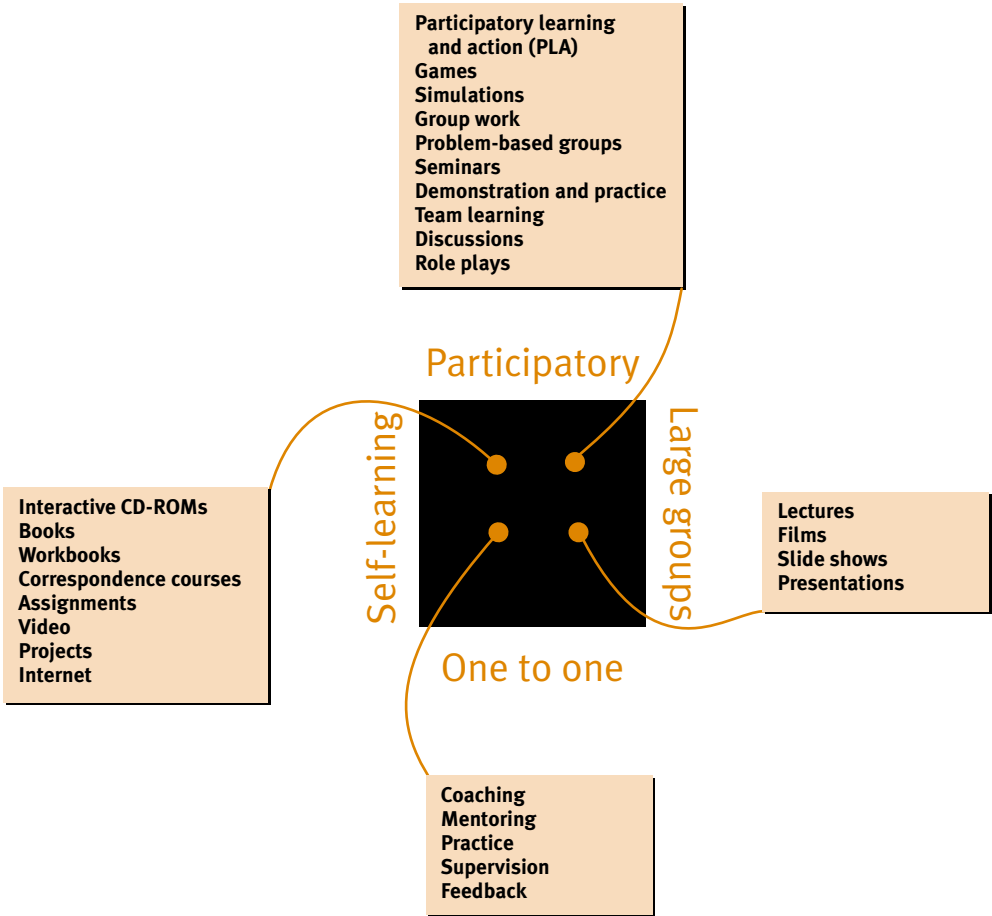 Participatory learning
and action (PLA)
Games
Simulations
Group work
Problem-based groups
Seminars
Demonstration and practice
Team learning
Discussions
Role plays
Participatory
Self-learning
Large groups
One to one
Interactive CD-ROMs
Books
Workbooks
Correspondence courses
Assignments
Video
Projects
Internet
Lectures
Films
Slide shows
Presentations
Coaching
Mentoring
Practice
Supervision
Feedback